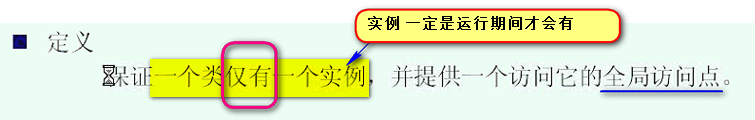 实例 一定是运行期间才会有
定义
保证一个类仅有一个实例，并提供一个访问它的全局访问点。